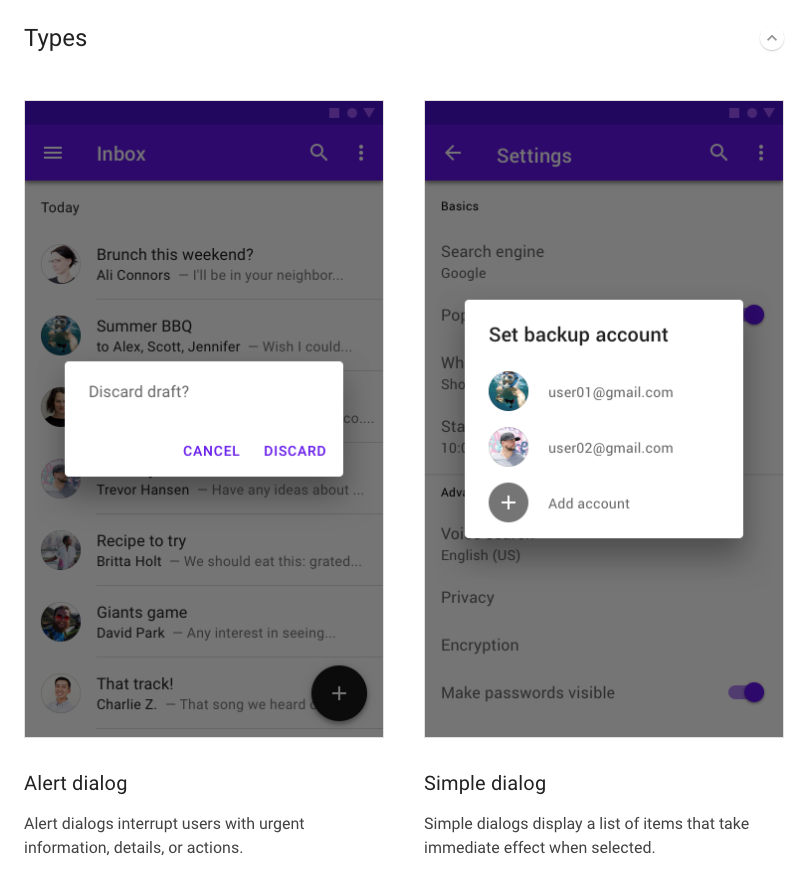 Types
Inbox
Today
Brunch this weekend?
Ali Connors — I'll be in your neighbor...
Summer BBQ
to Alex, Scott, Jennifer — Wish I could...
co....
Discard draft?
CANCEL DISCARD
Trevor Hansen — Have any ideas about ...
Recipe to try
Britta Holt — We should eat this: grated...
Giants game
David Park — Any interest in seeing...
That track!
Charlie Z. — That song we heard
Alert dialog
Alert dialogs interrupt users with urgent
information, details, or actions.
Settings
Basics
Search engine
Google
Pop
Wh
Sho
Sta
10:0
Set backup account
user01@gmail.com
user02@gmail.com
Add account
Adva
English (US)
Privacy
Encryption
Make passwords visible
Simple dialog
Simple dialogs display a list of items that take
immediate effect when selected.